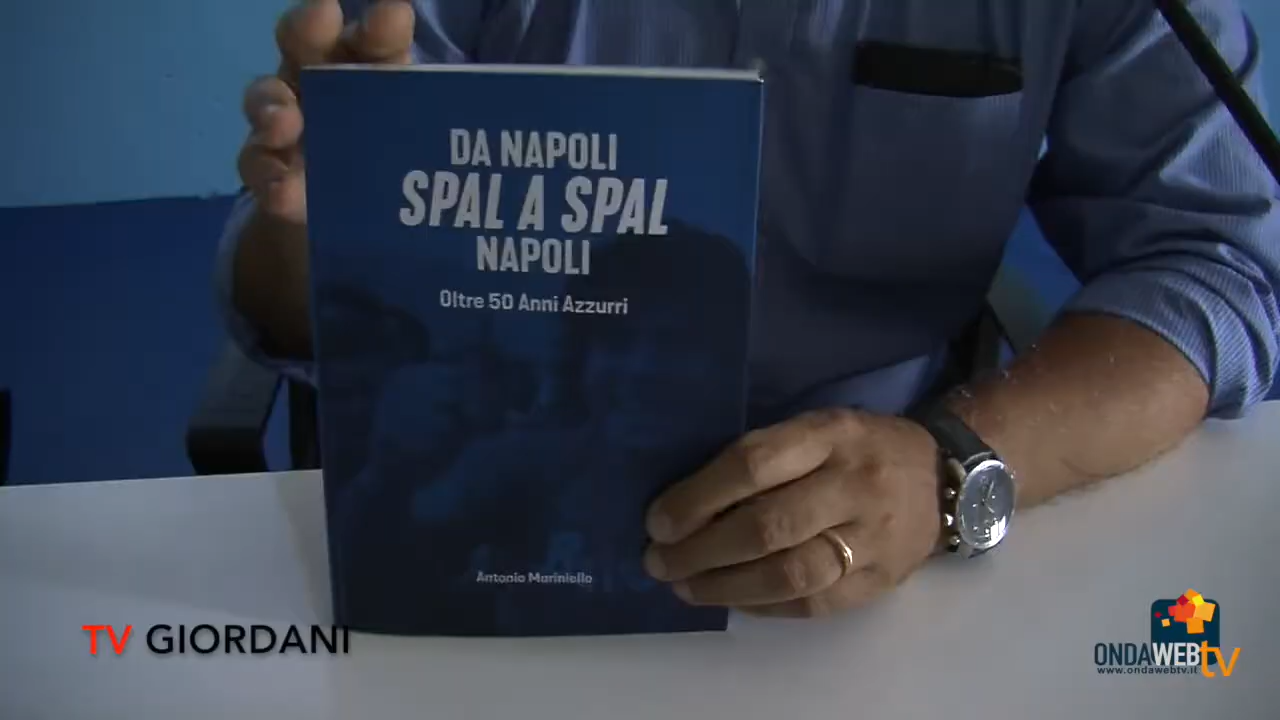 DA NAPOLI
SPAL A SPAL
NAPOLI
Oltre 50 Anni Azzurri
Antonio Mariniello
TV GIORDANI
ONDAWEBtv
www.ondawebtv.it